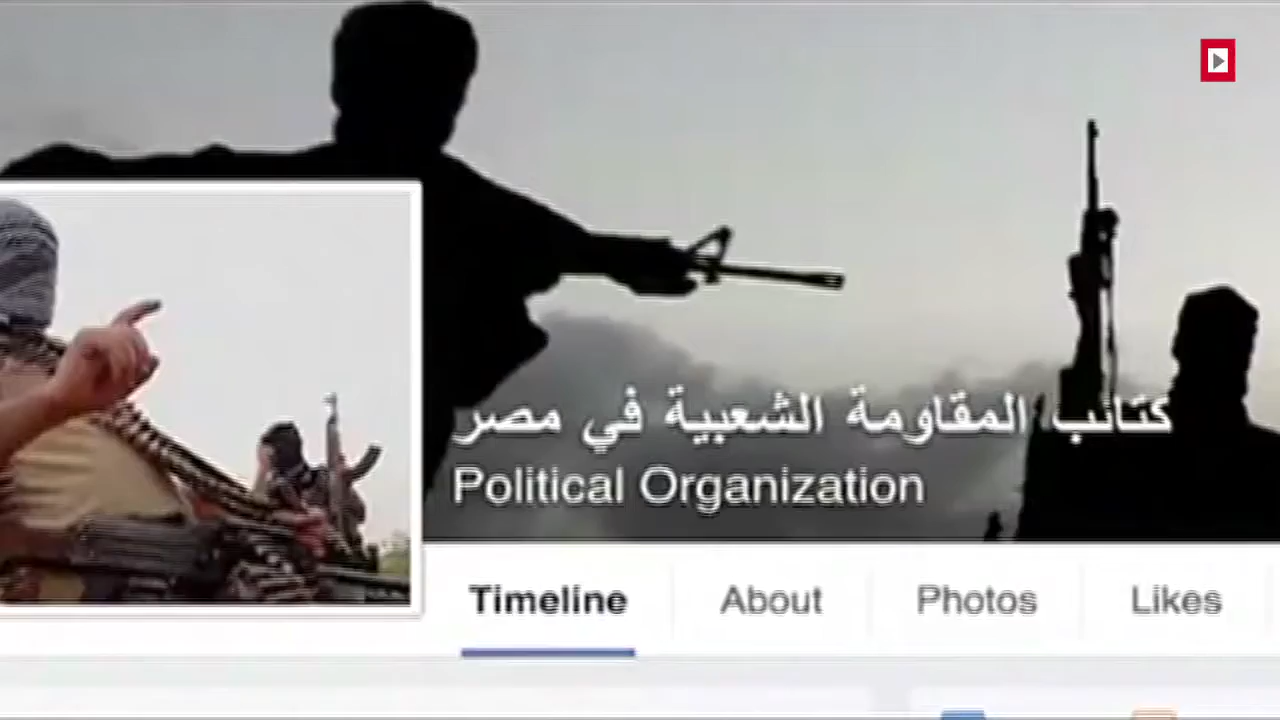 كتائب المقاومة الشعبية في مصر
Political Organization
Timeline
About
Photos
Likes